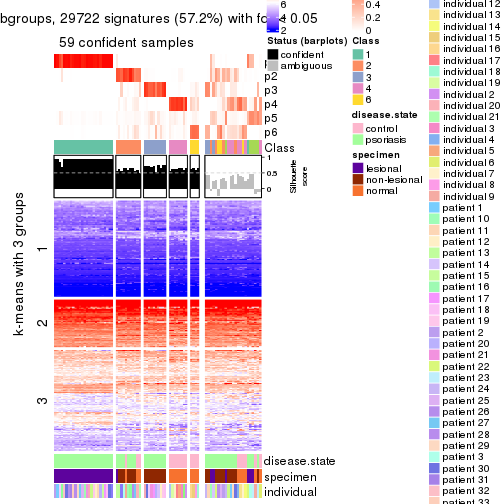 bgroups, 29722 signatures (57.2%) with fdr < 0.05
59 confident samples
p2
p3
p4
p5
p6
Class
1
0.5
0
Silhouette
score
k-means with 3 groups
1
2
3
disease.state
specimen
individual
6
4
2
Status (barplots)
confident
ambiguous
0.4
0.2
0
Class
1
2
3
4
6
disease.state
control
psoriasis
specimen
lesional
non-lesional
normal
individual 12
individual 13
individual 14
individual 15
individual 16
individual 17
individual 18
individual 19
individual 2
individual 20
individual 21
individual 3
individual 4
individual 5
individual 6
individual 7
individual 8
individual 9
patient 1
patient 10
patient 11
patient 12
patient 13
patient 14
patient 15
patient 16
patient 17
patient 18
patient 19
patient 2
patient 20
patient 21
patient 22
patient 23
patient 24
patient 25
patient 26
patient 27
patient 28
patient 29
patient 3
patient 30
patient 31
patient 32
patient 33